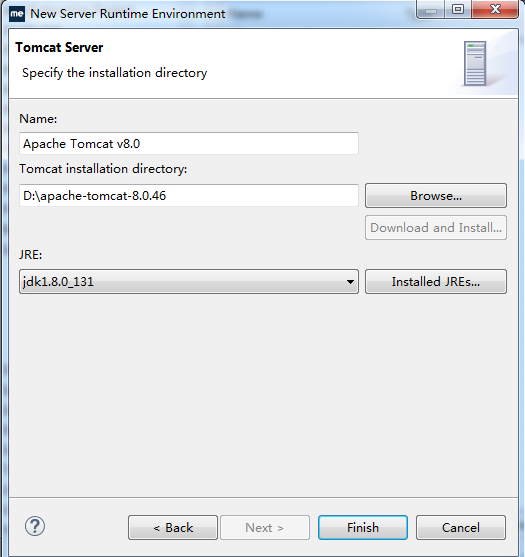 me New Server Runtime Environment
Tomcat Server
Specify the installation directory
Name:
Apache Tomcat v8.0
Tomcat installation directory:
D:\apache-tomcat-8.0.46
Browse...
Download and Install...
JRE:
jdk1.8.0_131
Installed JREs...
?
< Back
Next >
Finish
Cancel